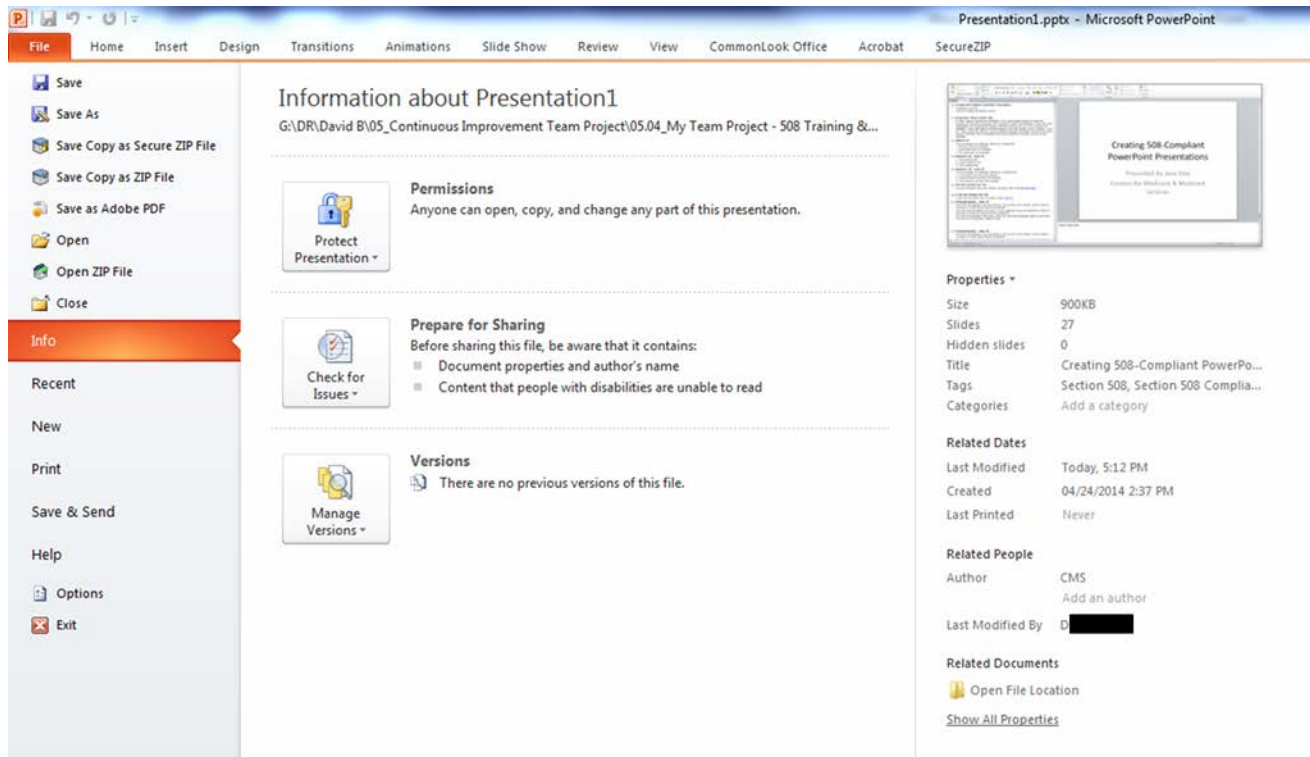 Presentation1.pptx - Microsoft PowerPoint
File Home Insert Design Transitions Animations Slide Show Review View CommonLook Office Acrobat SecureZIP
Save
Save As
Save Copy as Secure ZIP File
Save Copy as ZIP File
Save as Adobe PDF
Open
Open ZIP File
Close
Info
Recent
New
Print
Save & Send
Help
Options
Exit
Information about Presentation1
G:\DR\David B\05_Continuous Improvement Team Project\05.04_My Team Project - 508 Training &...
Protect
Presentation
Permissions
Anyone can open, copy, and change any part of this presentation.
Check for
Issues
Prepare for Sharing
Before sharing this file, be aware that it contains:
Document properties and author's name
Content that people with disabilities are unable to read
Manage
Versions
Versions
There are no previous versions of this file.
Creating 508-Compliant
PowerPoint Presentations
Presented By Jane Doe
Centers for Medicare & Medicaid
Services
Properties
Size 900KB
Slides 27
Hidden slides 0
Title Creating 508-Compliant PowerPo...
Tags Section 508, Section 508 Complia...
Categories Add a category
Related Dates
Last Modified Today, 5:12 PM
Created 04/24/2014 2:37 PM
Last Printed Never
Related People
Author CMS
Add an author
Last Modified By D
Related Documents
Open File Location
Show All Properties